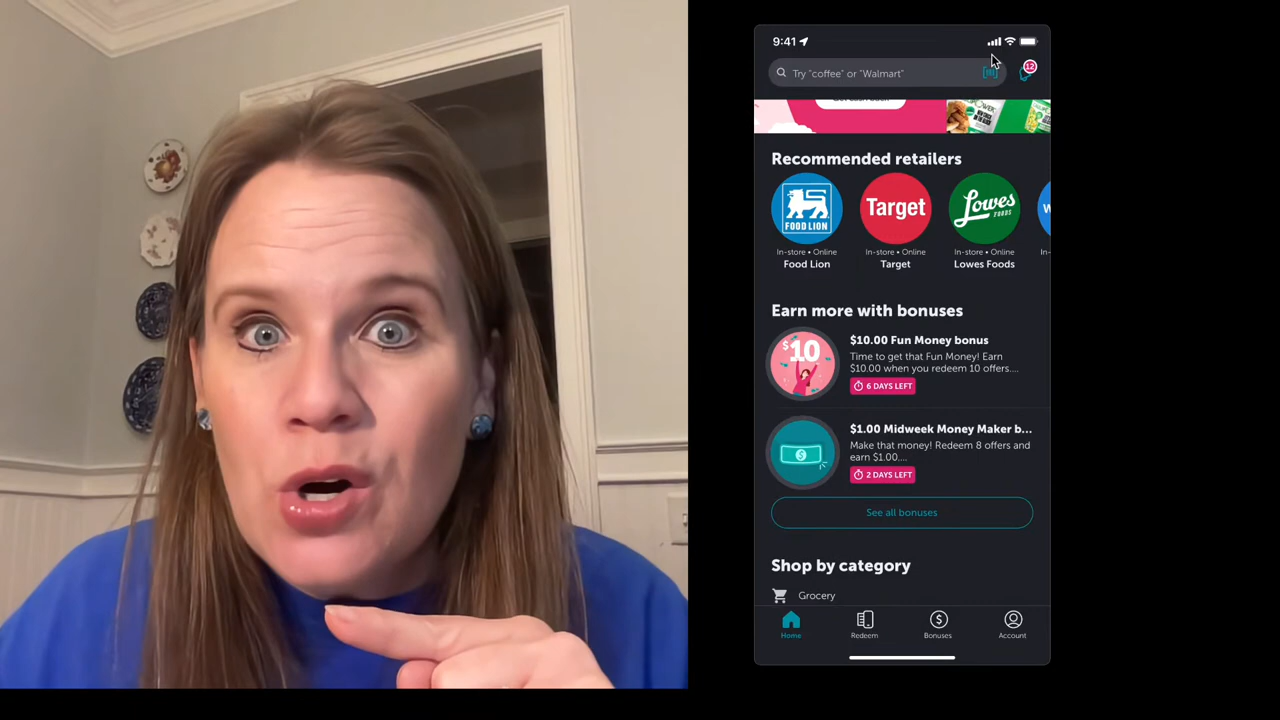 9:41
12
Try "coffee" or "Walmart"
Recommended retailers
FOOD LION
Target
Lowes
FOODS
In-store • Online
In-store • Online
In-store • Online
In-
Food Lion
Target
Lowes Foods
Earn more with bonuses
$10
$10.00 Fun Money bonus
Time to get that Fun Money! Earn
$10.00 when you redeem 10 offers....
6 DAYS LEFT
$
$1.00 Midweek Money Maker b...
Make that money! Redeem 8 offers and
earn $1.00....
2 DAYS LEFT
See all bonuses
Shop by category
Grocery
Home
Redeem
$
Bonuses
Account